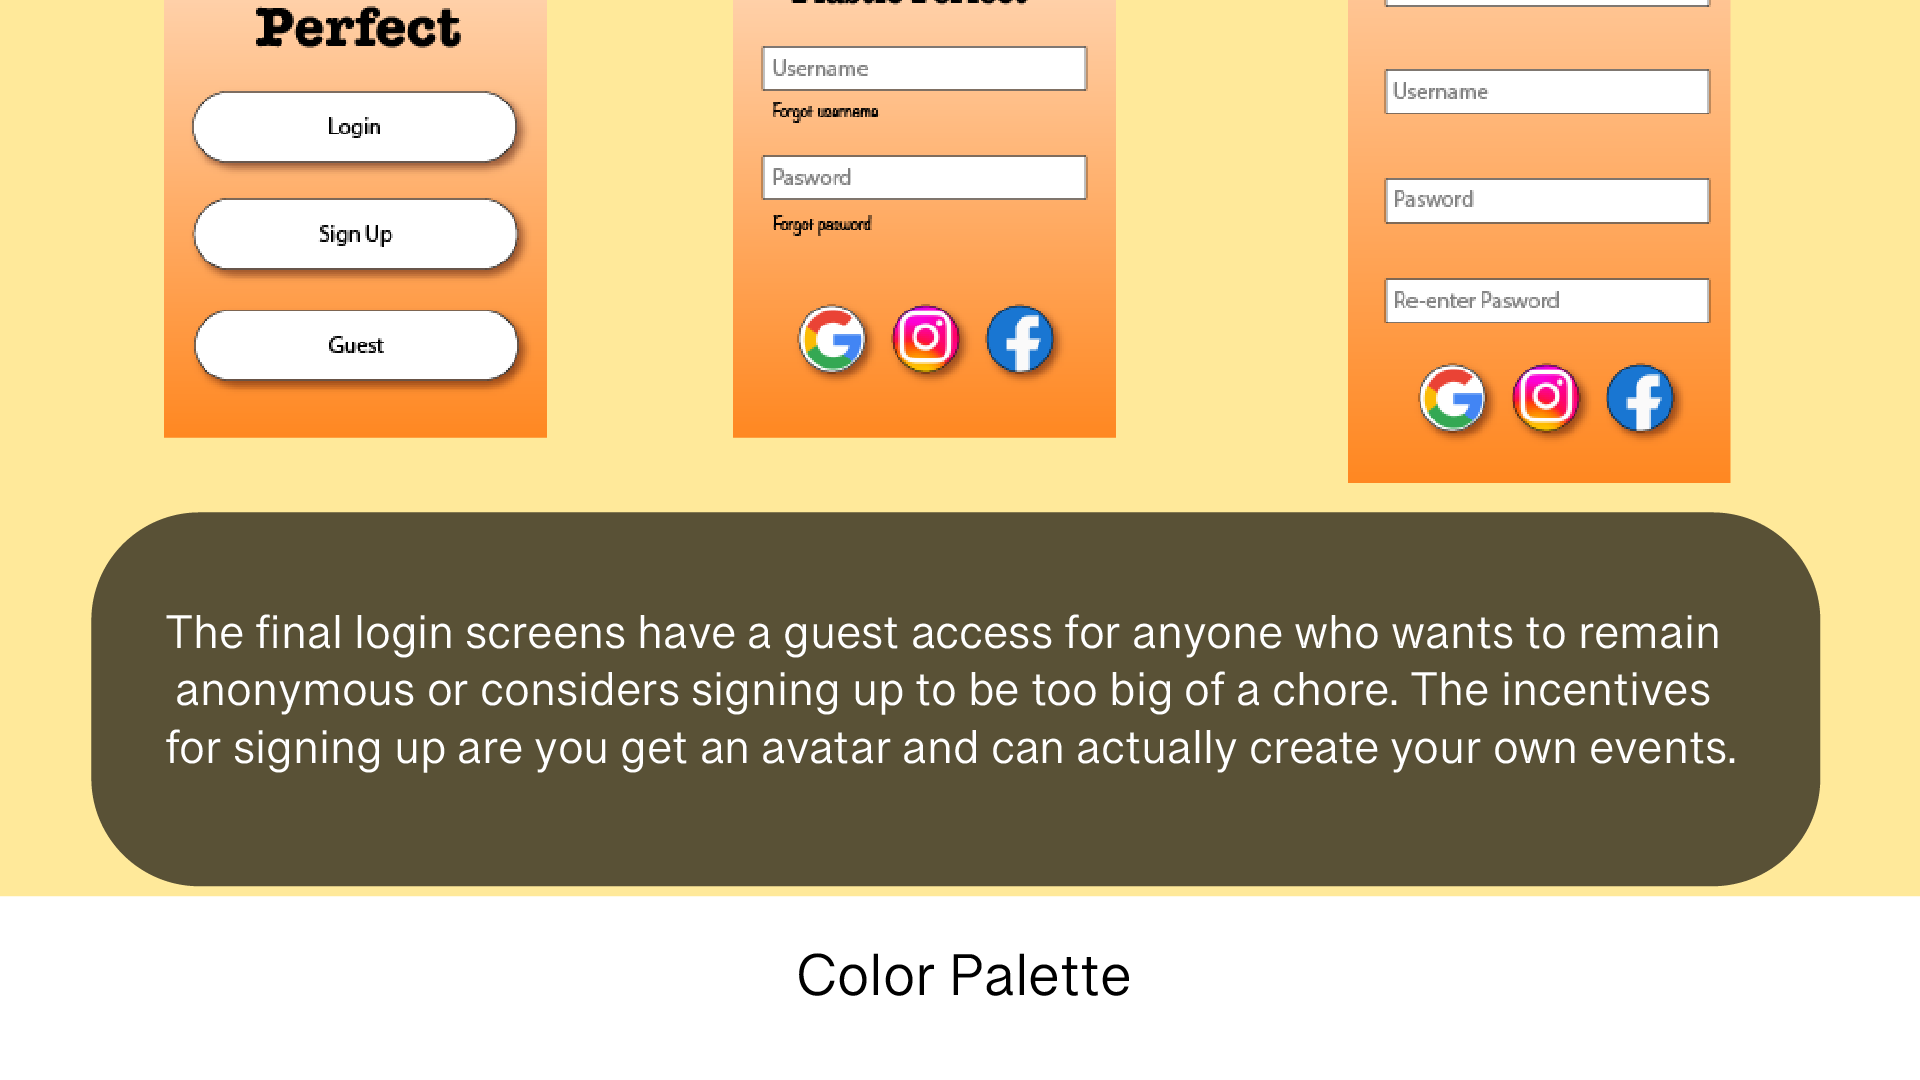 Perfect
Login
Sign Up
Guest
Plastic Perfect
Username
Forgot username
Pasword
Forgot pasword
Username
Pasword
Re-enter Pasword
The final login screens have a guest access for anyone who wants to remain
anonymous or considers signing up to be too big of a chore. The incentives
for signing up are you get an avatar and can actually create your own events.
Color Palette